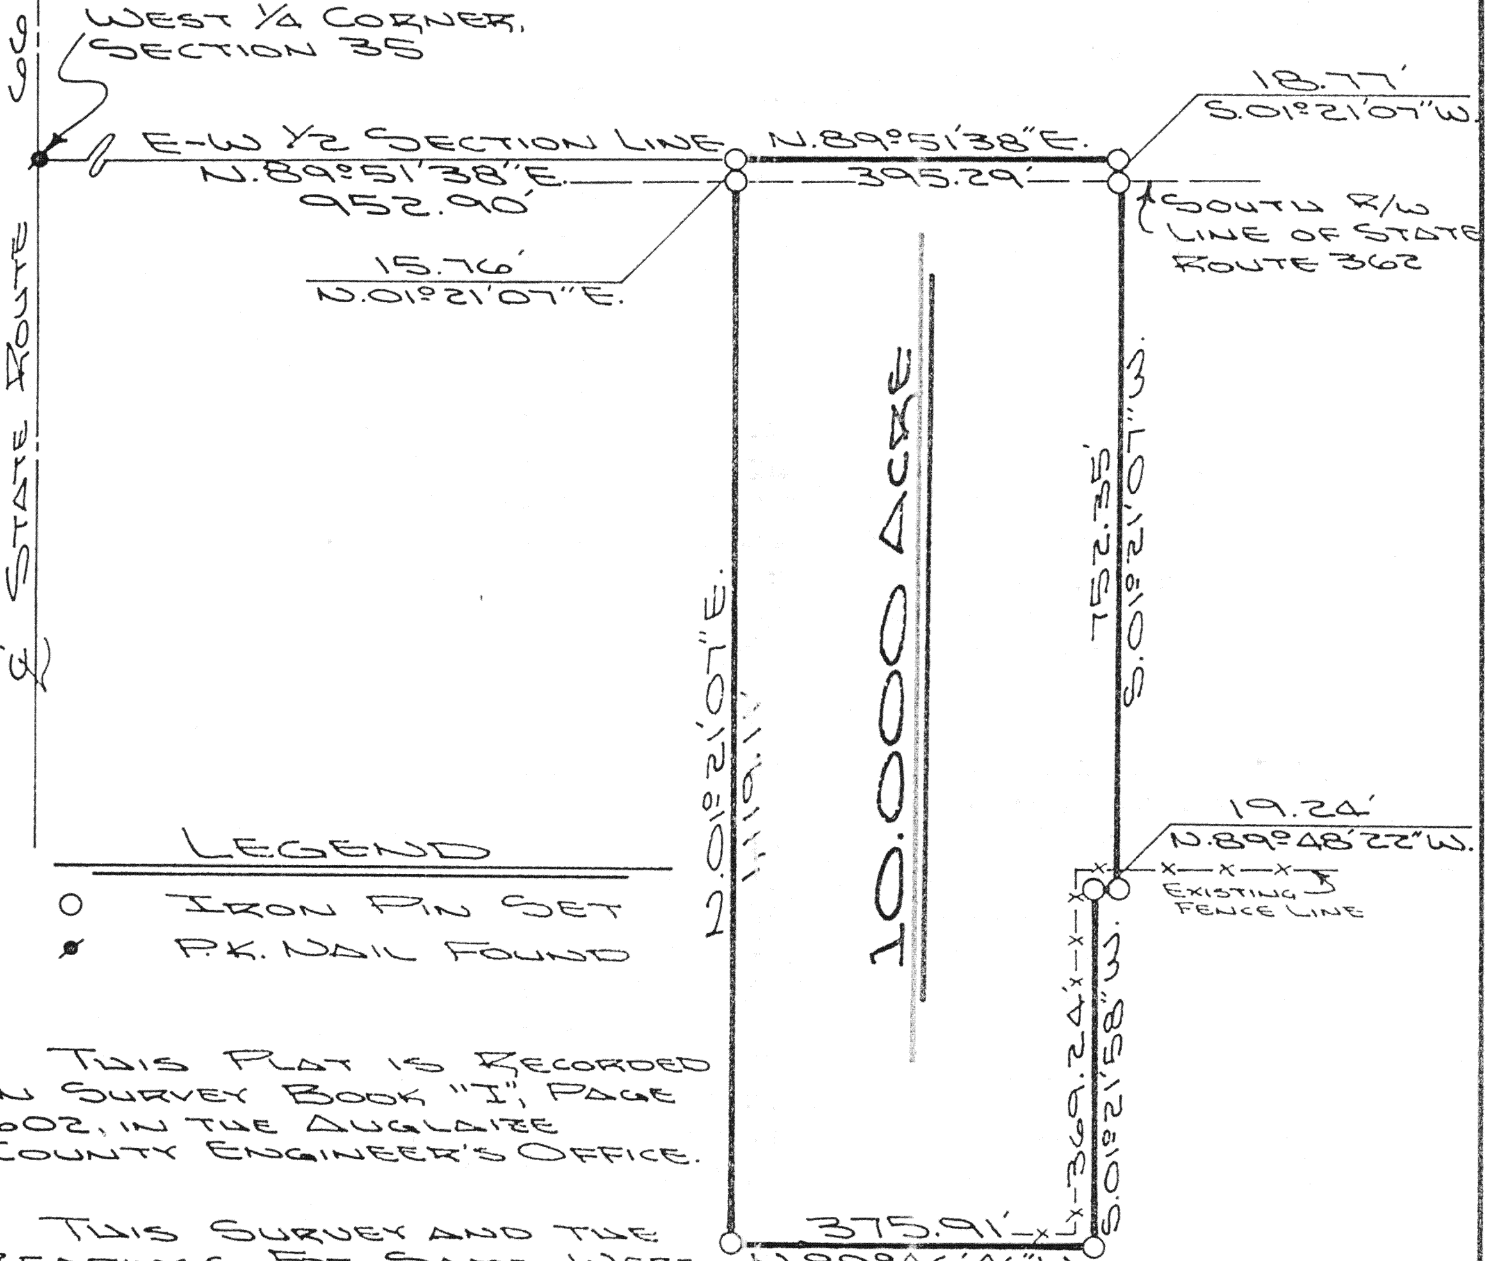 WEST 1/4 CORNER,
SECTION 35
18.77'
S.01°21'07"W.
E-W 1/2 SECTION LINE
N.89°51'38"E.
N.89°51'38"E.
395.29'
952.90'
SOUTH R/W
LINE OF STATE
ROUTE 362
15.76'
N.01°21'07"E.
STATE ROUTE
10.000 ACRE
752.35'
S.01°21'07"W.
N.01°21'07"E.
19.24'
N.89°48'22"W.
EXISTING
FENCE LINE
LEGEND
IRON PIN SET
P.K. NAIL FOUND
369.24'
S.01°21'58"W.
THIS PLAT IS RECORDED
N SURVEY BOOK "I", PAGE
602, IN THE AUGLAIZE
COUNTY ENGINEER'S OFFICE.
THIS SURVEY AND THE
375.91'